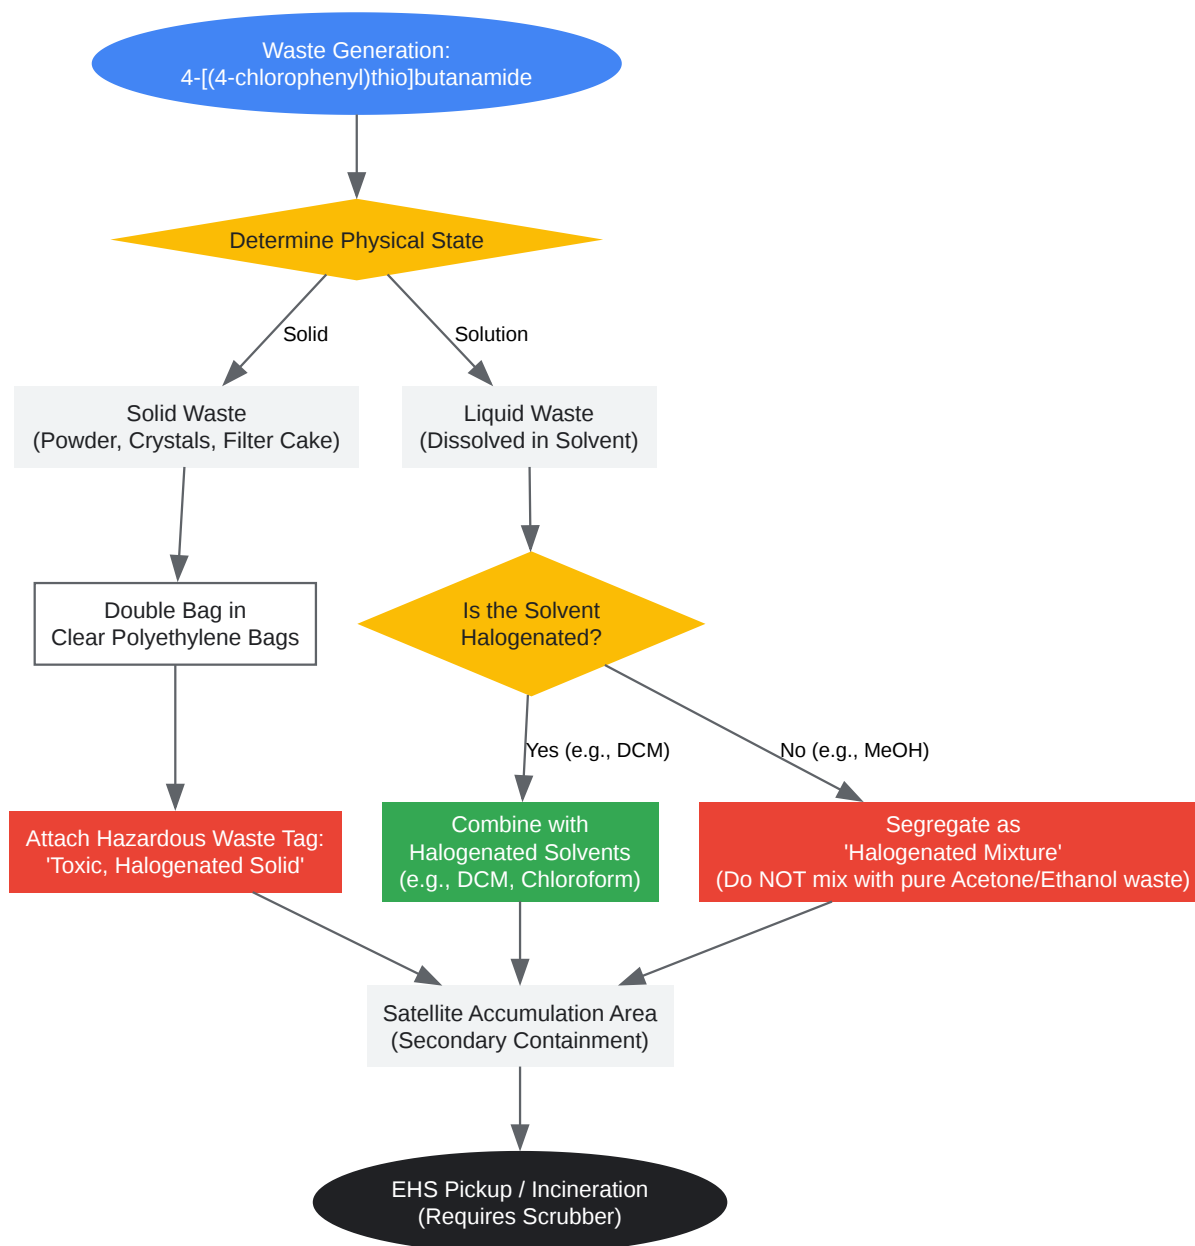 Waste Generation:
4-[(4-chlorophenyl)thio]butanamide
Determine Physical State
Solid
Solution
Solid Waste
(Powder, Crystals, Filter Cake)
Liquid Waste
(Dissolved in Solvent)
Double Bag in
Clear Polyethylene Bags
Is the Solvent
Halogenated?
Yes (e.g., DCM)
No (e.g., MeOH)
Attach Hazardous Waste Tag:
'Toxic, Halogenated Solid'
Combine with
Halogenated Solvents
(e.g., DCM, Chloroform)
Segregate as
'Halogenated Mixture'
(Do NOT mix with pure Acetone/Ethanol waste)
Satellite Accumulation Area
(Secondary Containment)
EHS Pickup / Incineration
(Requires Scrubber)